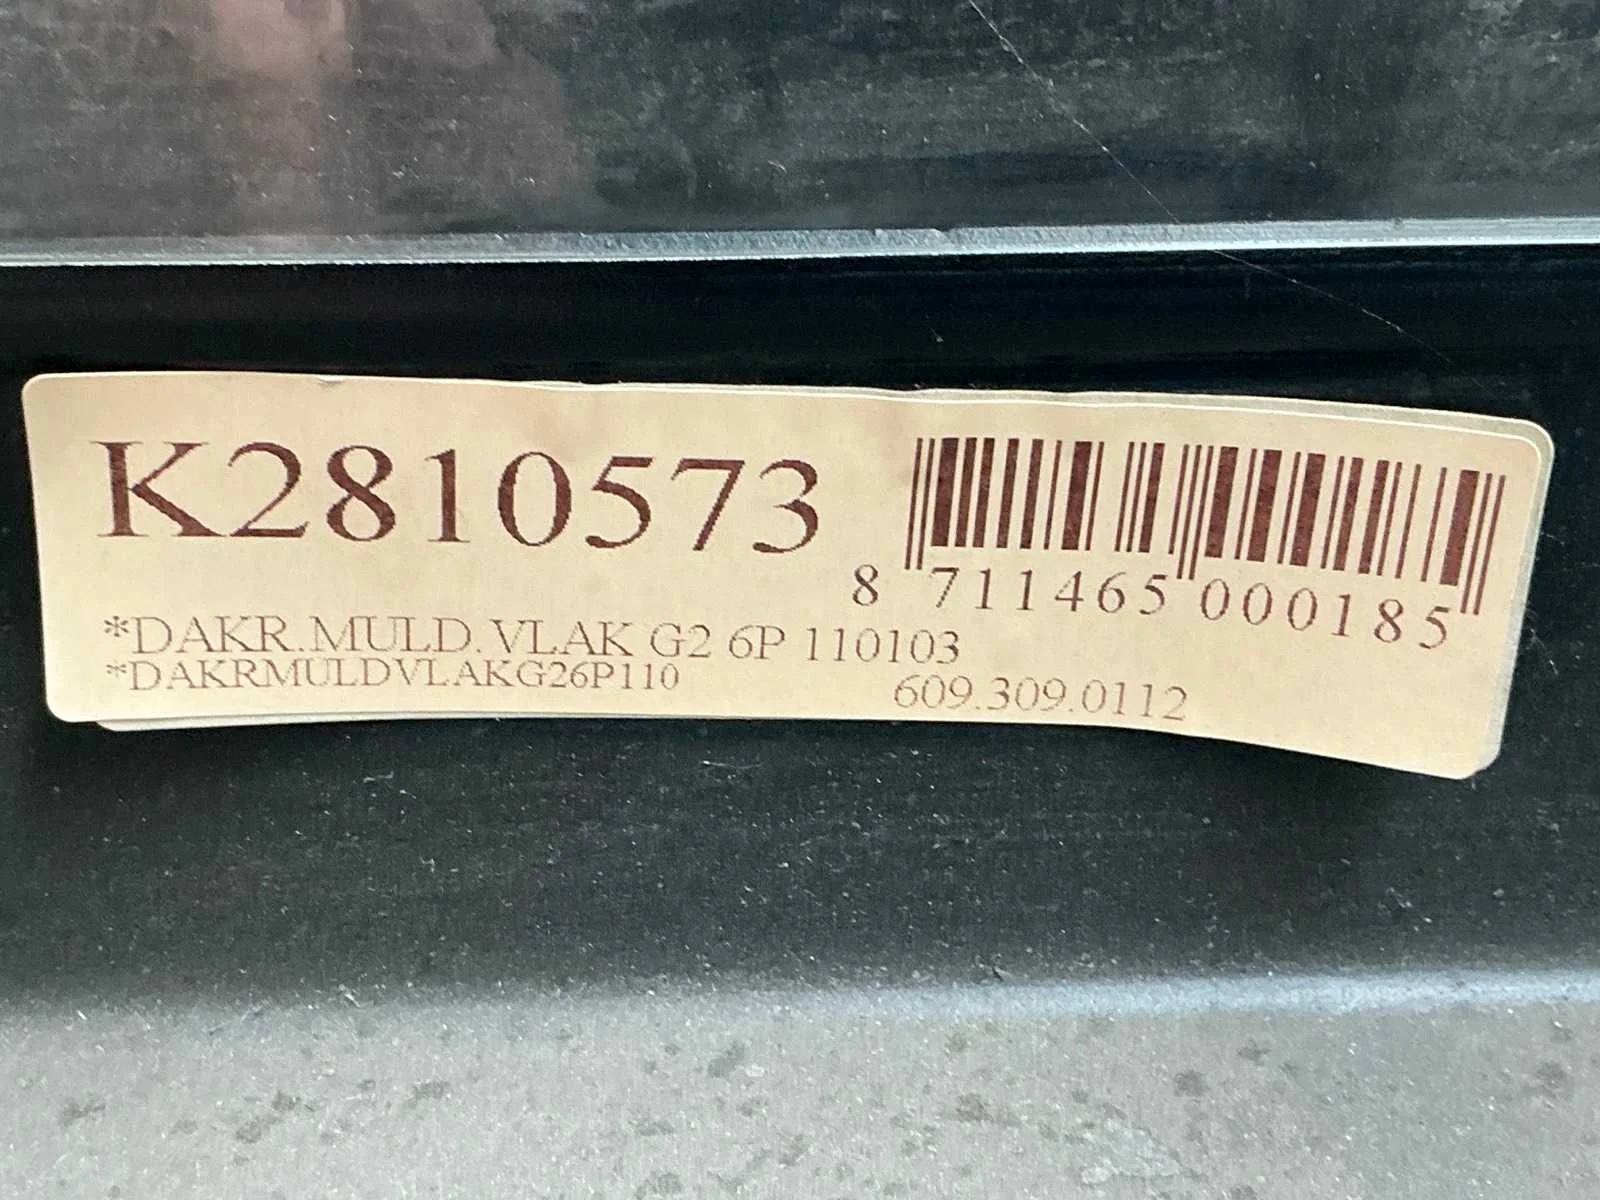 K2810573
8 711465 000185
*DAKR.MULD.VLAK G2 6P 110103
*DAKRMULDVLAKG26P110
609.309.0112